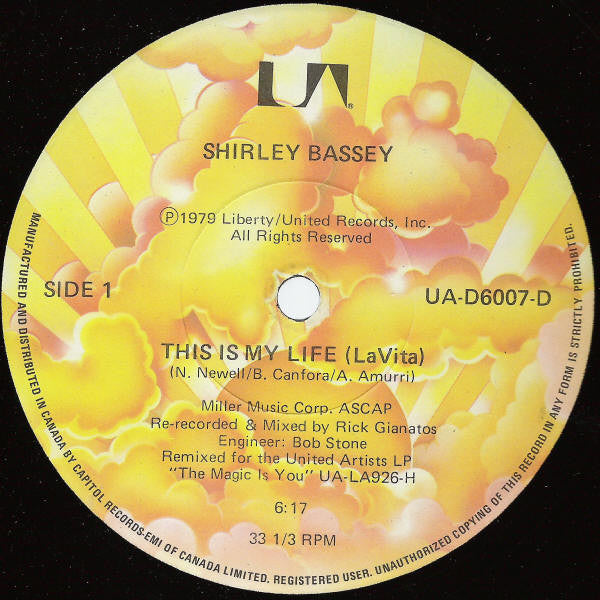 UA®
SHIRLEY BASSEY
℗1979 Liberty/United Records, Inc.
All Rights Reserved
SIDE 1
UA-D6007-D
THIS IS MY LIFE (LaVita)
(N. Newell/B. Canfora/A. Amurri)
Miller Music Corp. ASCAP
Re-recorded & Mixed by Rick Gianatos
Engineer: Bob Stone
Remixed for the United Artists LP
“The Magic Is You” UA-LA926-H
6:17
33 1/3 RPM
MANUFACTURED AND DISTRIBUTED IN CANADA BY CAPITOL RECORDS-EMI OF CANADA LIMITED. REGISTERED USER. UNAUTHORIZED COPYING OF THIS RECORD IN ANY FORM IS STRICTLY PROHIBITED.